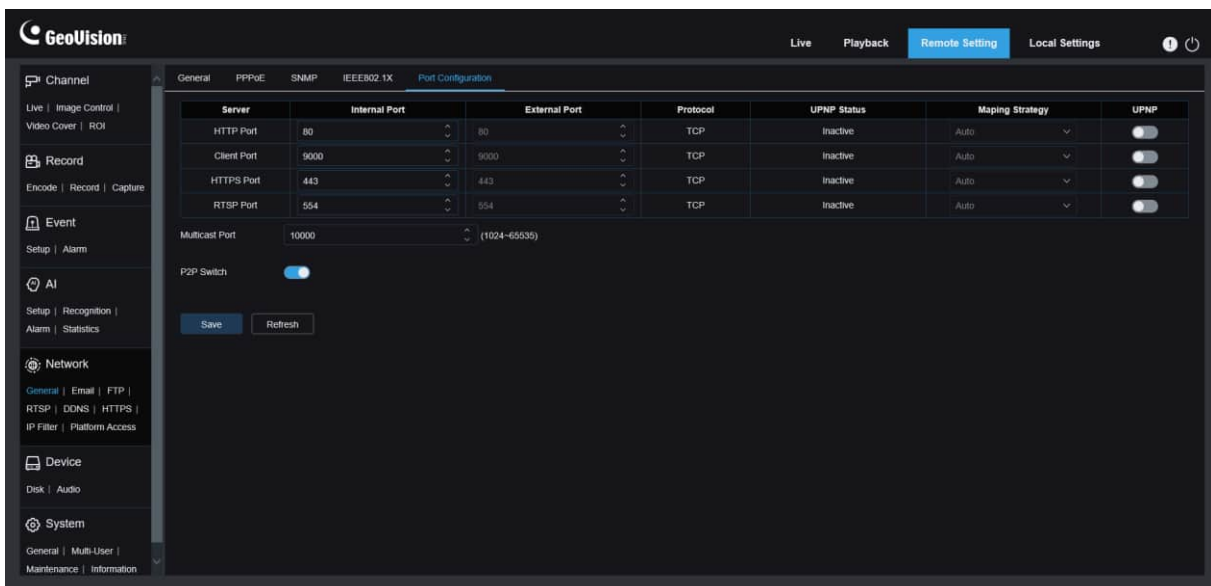 GeoVision
Live Playback Remote Setting Local Settings
Channel
Live | Image Control |
Video Cover | ROI
Record
Encode | Record | Capture
Event
Setup | Alarm
AI
Setup | Recognition |
Alarm | Statistics
Network
General | Email | FTP |
RTSP | DDNS | HTTPS |
IP Filter | Platform Access
Device
Disk | Audio
System
General | Multi-User |
Maintenance | Information
General PPPoE SNMP IEEE802.1X Port Configuration
Server Internal Port External Port Protocol UPNP Status Maping Strategy UPNP
HTTP Port 80 80 TCP Inactive Auto
Client Port 9000 9000 TCP Inactive Auto
HTTPS Port 443 443 TCP Inactive Auto
RTSP Port 554 554 TCP Inactive Auto
Multicast Port 10000 (1024~65535)
P2P Switch
Save Refresh